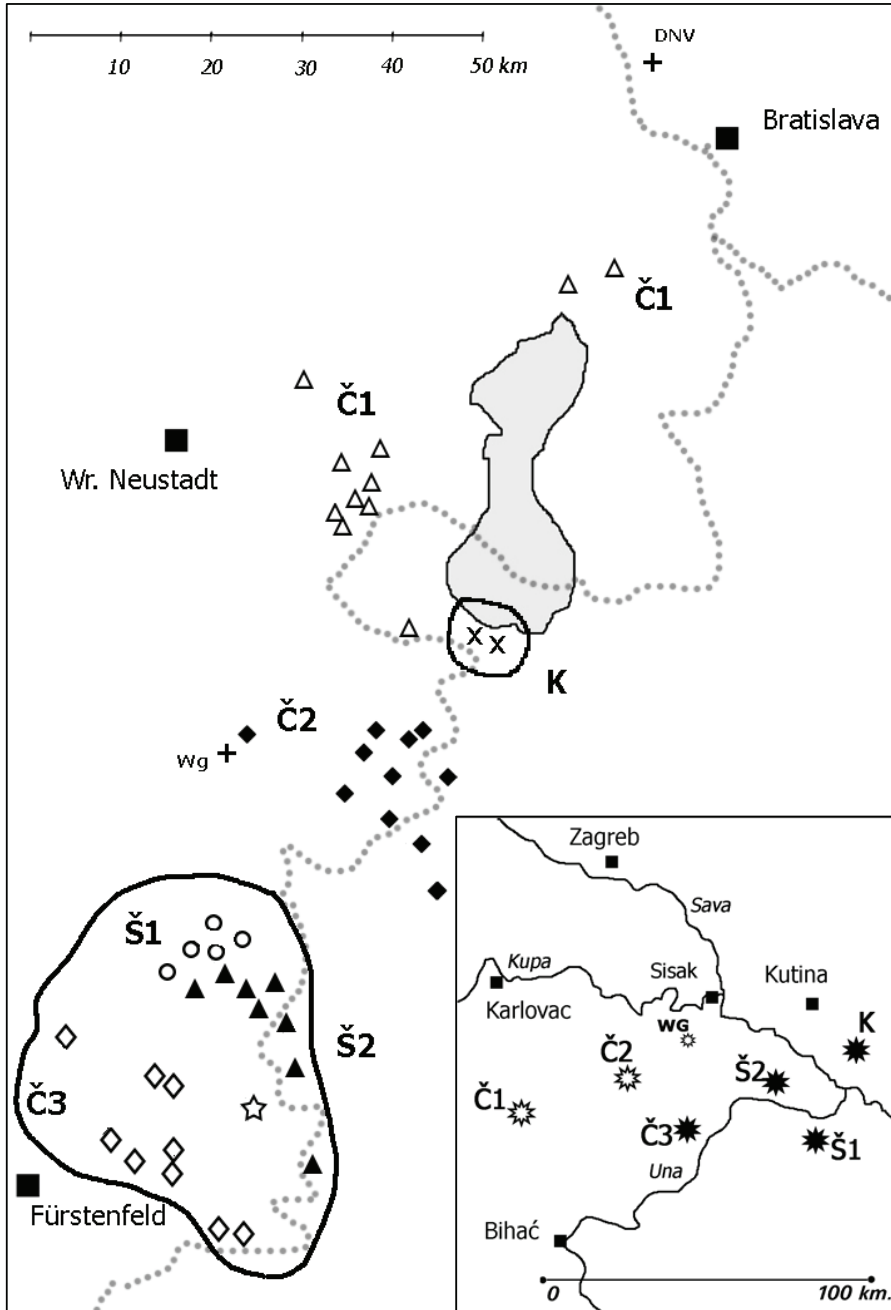 DNV
10 20 30 40 50 km
Bratislava
Č1
Č1
Wr. Neustadt
x x
K
Č2
Wg
Š1
Š2
Č3
Fürstenfeld
Zagreb
Sava
Kupa
Sisak
Kutina
Karlovac
WG
K
Č2
Š2
Č1
Č3
Š1
Una
Bihać
0 100 km.